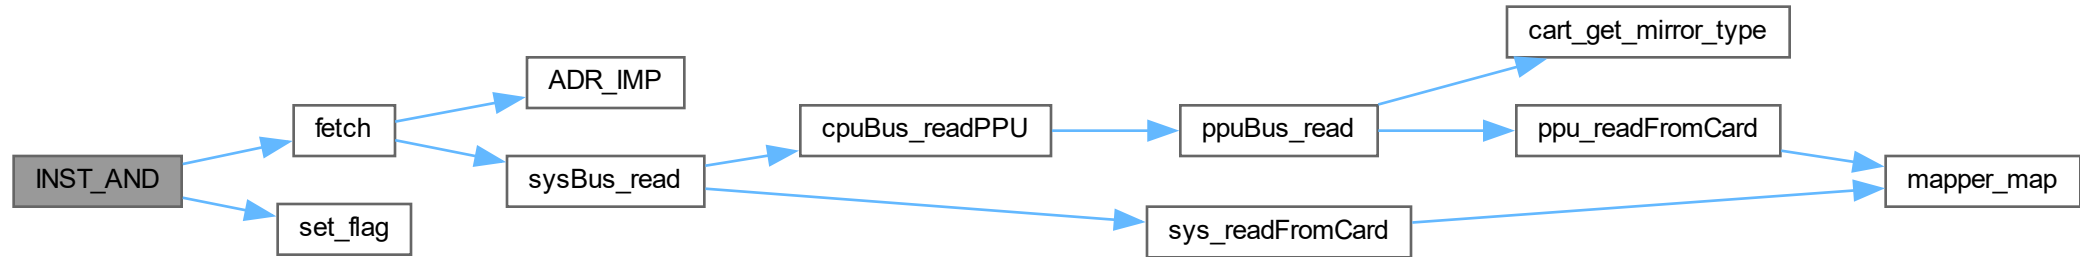 INST_AND
fetch
set_flag
ADR_IMP
sysBus_read
cpuBus_readPPU
sys_readFromCard
ppuBus_read
cart_get_mirror_type
ppu_readFromCard
mapper_map